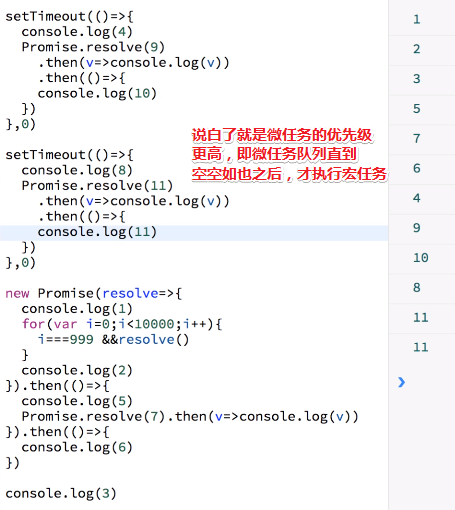 setTimeout(()=>{
  console.log(4)
  Promise.resolve(9)
    .then(v=>console.log(v))
    .then(()=>{
    console.log(10)
  })
},0)
说白了就是微任务的优先级
更高，即微任务队列直到
空空如也之后，才执行宏任务
setTimeout(()=>{
  console.log(8)
  Promise.resolve(11)
    .then(v=>console.log(v))
    .then(()=>{
    console.log(11)
  })
},0)
new Promise(resolve=>{
  console.log(1)
  for(var i=0;i<10000;i++){
    i===999 &&resolve()
  }
  console.log(2)
}).then(()=>{
  console.log(5)
  Promise.resolve(7).then(v=>console.log(v))
}).then(()=>{
  console.log(6)
})
console.log(3)
1
2
3
5
7
6
4
9
10
8
11
11
❯